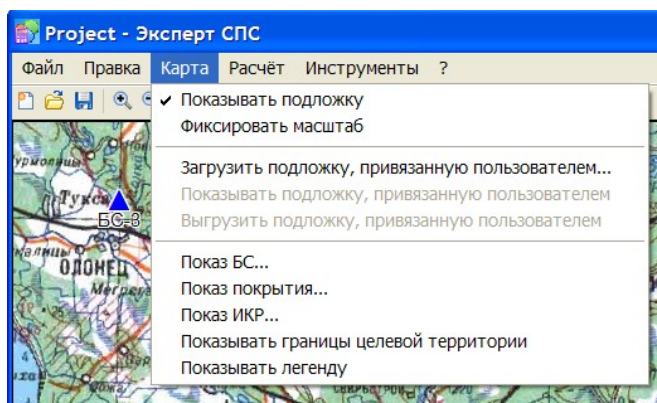 Project - Эксперт СПС
Файл Правка Карта Расчёт Инструменты ?
Показывать подложку
Фиксировать масштаб
Загрузить подложку, привязанную пользователем...
Показывать подложку, привязанную пользователем
Выгрузить подложку, привязанную пользователем
Показ БС...
Показ покрытия...
Показ ИКР...
Показывать границы целевой территории
Показывать легенду
Тукса
БС-3
ОЛОНЕЦ